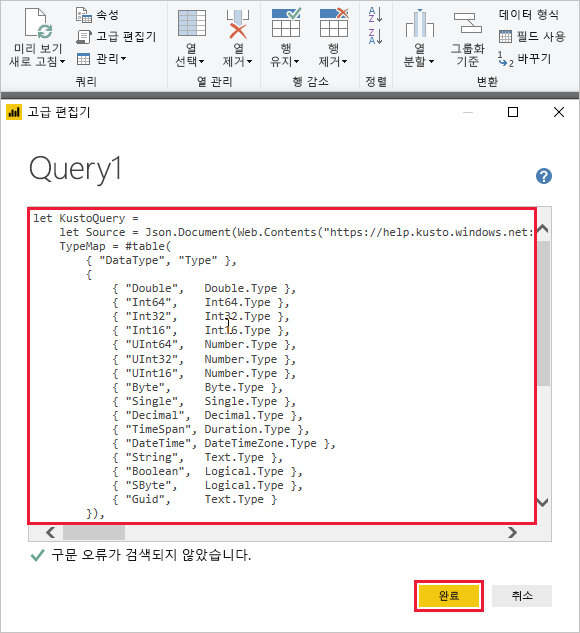 미리 보기
새로 고침
속성
고급 편집기
관리
쿼리
열
선택
열
제거
열 관리
행
유지
행
제거
행 감소
A
Z
Z
A
정렬
열
분할
그룹화
기준
데이터 형식
필드 사용
1
2
바꾸기
변환
고급 편집기
Query1
?
let KustoQuery =
let Source = Json.Document(Web.Contents("https://help.kusto.windows.net:
TypeMap = #table(
{ "DataType", "Type" },
{
{ "Double", Double.Type },
{ "Int64", Int64.Type },
{ "Int32", Int32.Type },
{ "Int16", Int16.Type },
{ "UInt64", Number.Type },
{ "UInt32", Number.Type },
{ "UInt16", Number.Type },
{ "Byte", Byte.Type },
{ "Single", Single.Type },
{ "Decimal", Decimal.Type },
{ "TimeSpan", Duration.Type },
{ "DateTime", DateTimeZone.Type },
{ "String", Text.Type },
{ "Boolean", Logical.Type },
{ "SByte", Logical.Type },
{ "Guid", Text.Type }
}),
구문 오류가 검색되지 않았습니다.
완료
취소